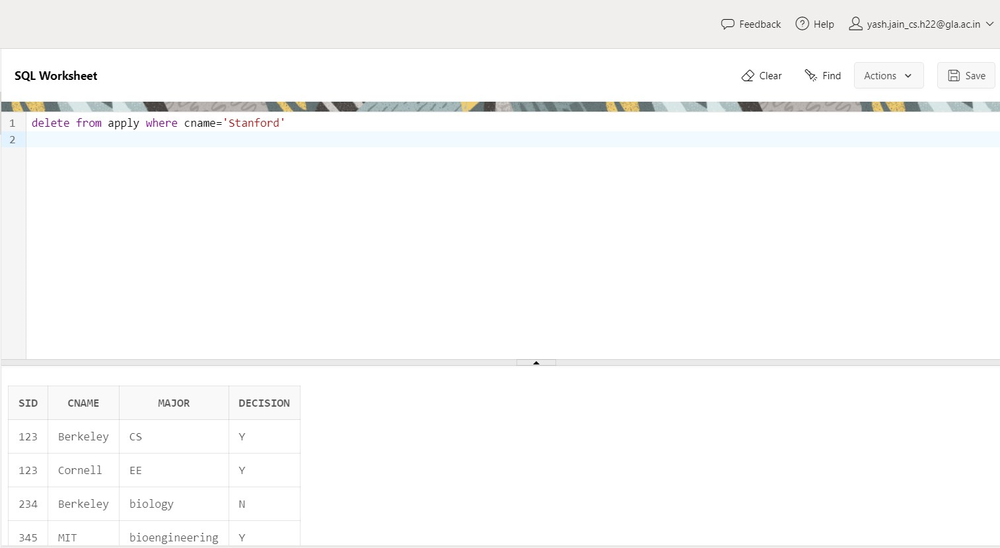 Feedback Help yash.jain_cs.h22@gla.ac.in
SQL Worksheet Clear Find Actions Save
1 delete from apply where cname='Stanford'
2
SID CNAME MAJOR DECISION
123 Berkeley CS Y
123 Cornell EE Y
234 Berkeley biology N
345 MIT bioengineering Y